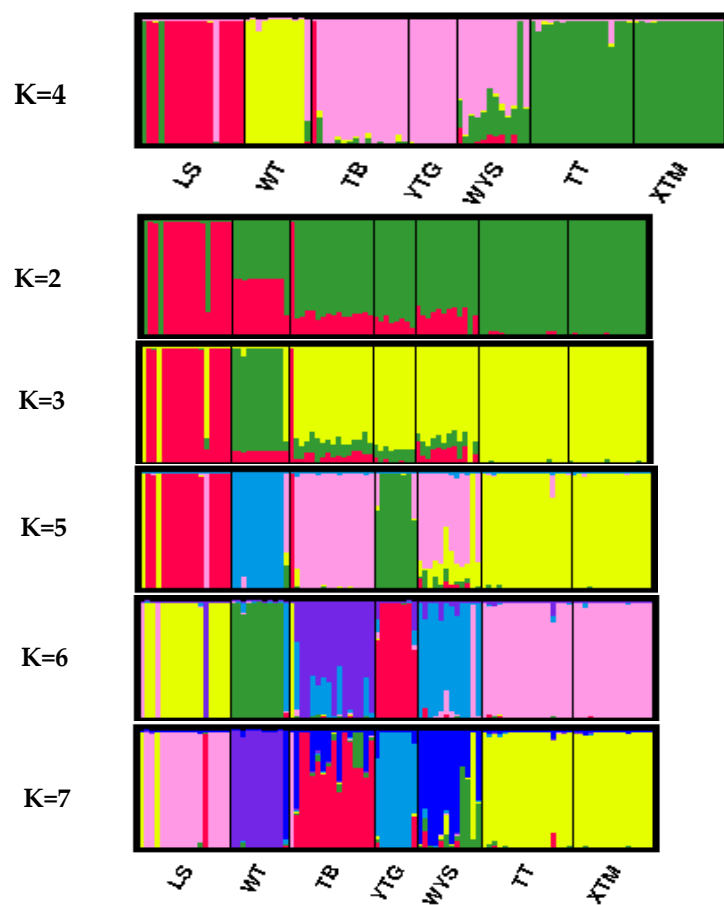 K=4
LS WT TB YTG WYS TT XTM
K=2
K=3
K=5
K=6
K=7
LS WT TB YTG WYS TT XTM